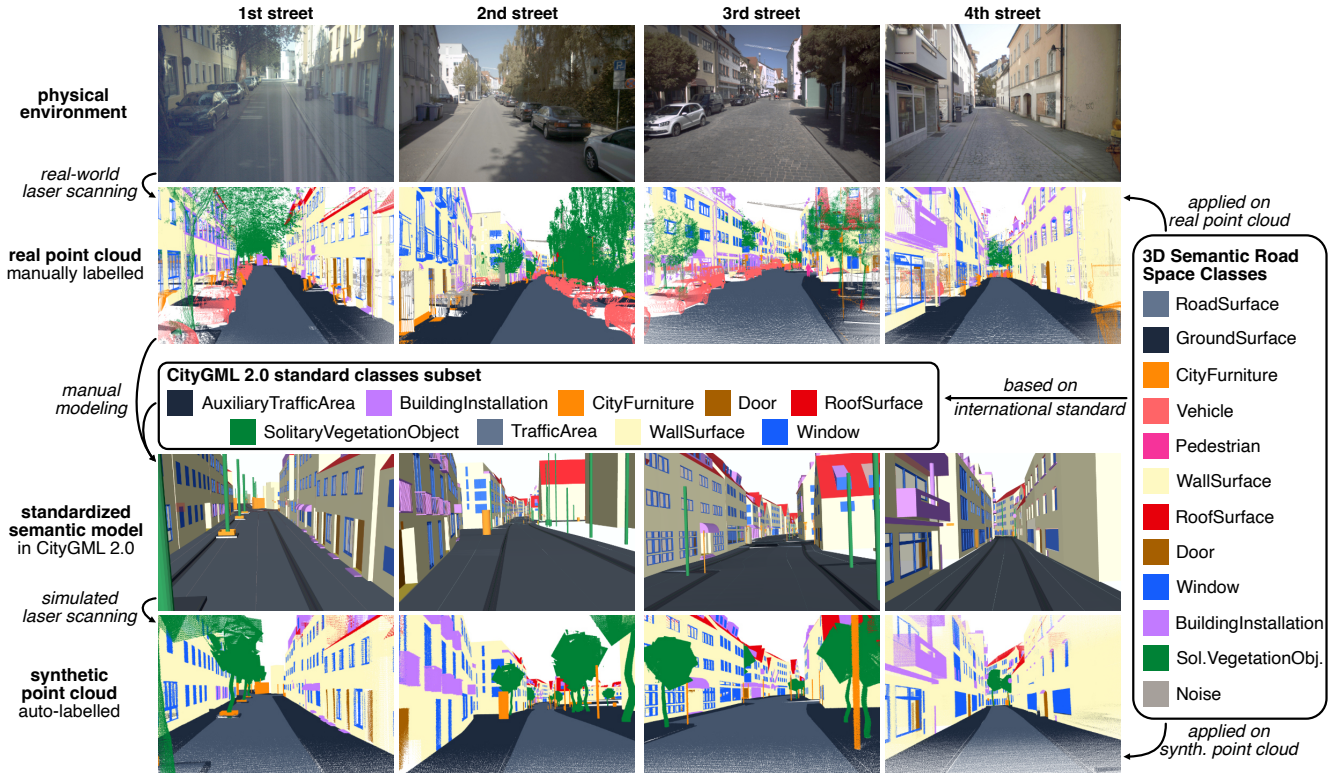 1st street
2nd street
3rd street
4th street
physical
environment
real-world
laser scanning
real point cloud
manually labelled
applied on
real point cloud
3D Semantic Road
Space Classes
RoadSurface
GroundSurface
CityFurniture
Vehicle
Pedestrian
WallSurface
RoofSurface
Door
Window
BuildingInstallation
Sol.VegetationObj.
Noise
manual
modeling
CityGML 2.0 standard classes subset
AuxiliaryTrafficArea
BuildingInstallation
CityFurniture
Door
RoofSurface
SolitaryVegetationObject
TrafficArea
WallSurface
Window
based on
international standard
standardized
semantic model
in CityGML 2.0
simulated
laser scanning
synthetic
point cloud
auto-labelled
applied on
synth. point cloud